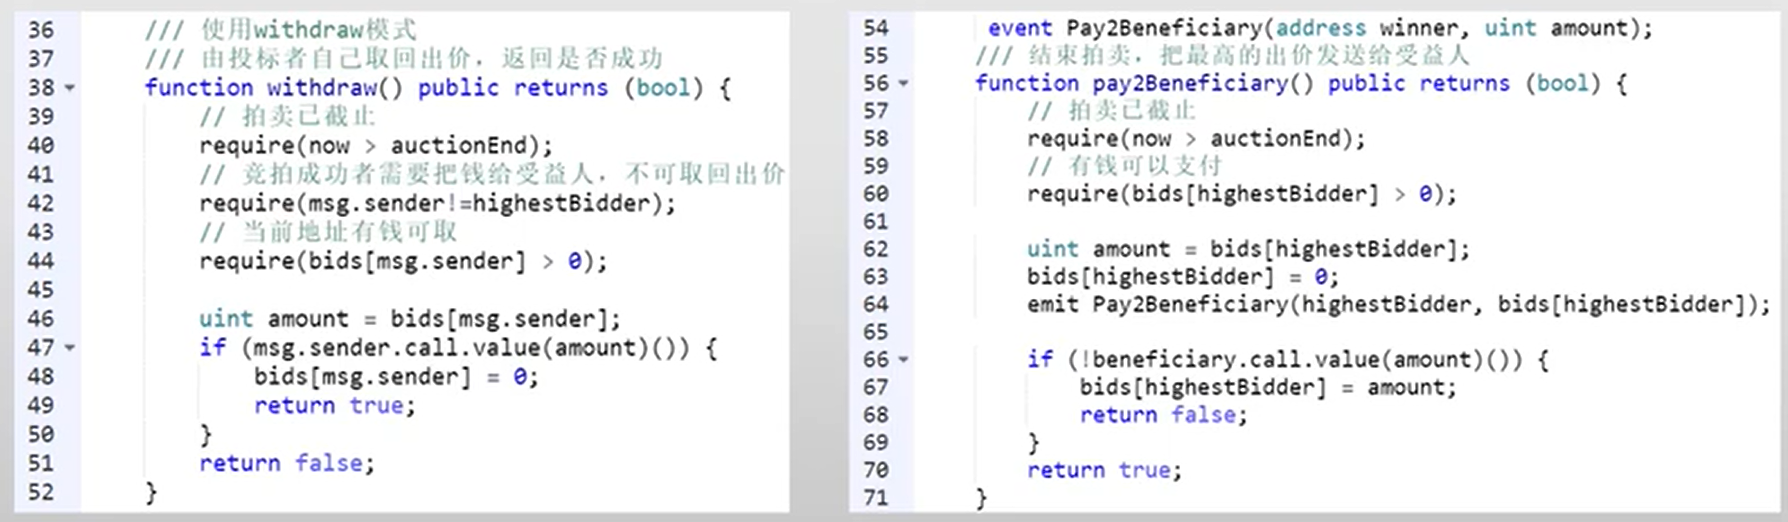 36 /// 使用withdraw模式
37 /// 由投标者自己取回出价，返回是否成功
38 function withdraw() public returns (bool) {
39 // 拍卖已截止
40 require(now > auctionEnd);
41 // 竞拍成功者需要把钱给受益人，不可取回出价
42 require(msg.sender!=highestBidder);
43 // 当前地址有钱可取
44 require(bids[msg.sender] > 0);
45
46 uint amount = bids[msg.sender];
47 if (msg.sender.call.value(amount)()) {
48 bids[msg.sender] = 0;
49 return true;
50 }
51 return false;
52 }
54 event Pay2Beneficiary(address winner, uint amount);
55 /// 结束拍卖，把最高的出价发送给受益人
56 function pay2Beneficiary() public returns (bool) {
57 // 拍卖已截止
58 require(now > auctionEnd);
59 // 有钱可以支付
60 require(bids[highestBidder] > 0);
61
62 uint amount = bids[highestBidder];
63 bids[highestBidder] = 0;
64 emit Pay2Beneficiary(highestBidder, bids[highestBidder]);
65
66 if (!beneficiary.call.value(amount)()) {
67 bids[highestBidder] = amount;
68 return false;
69 }
70 return true;
71 }